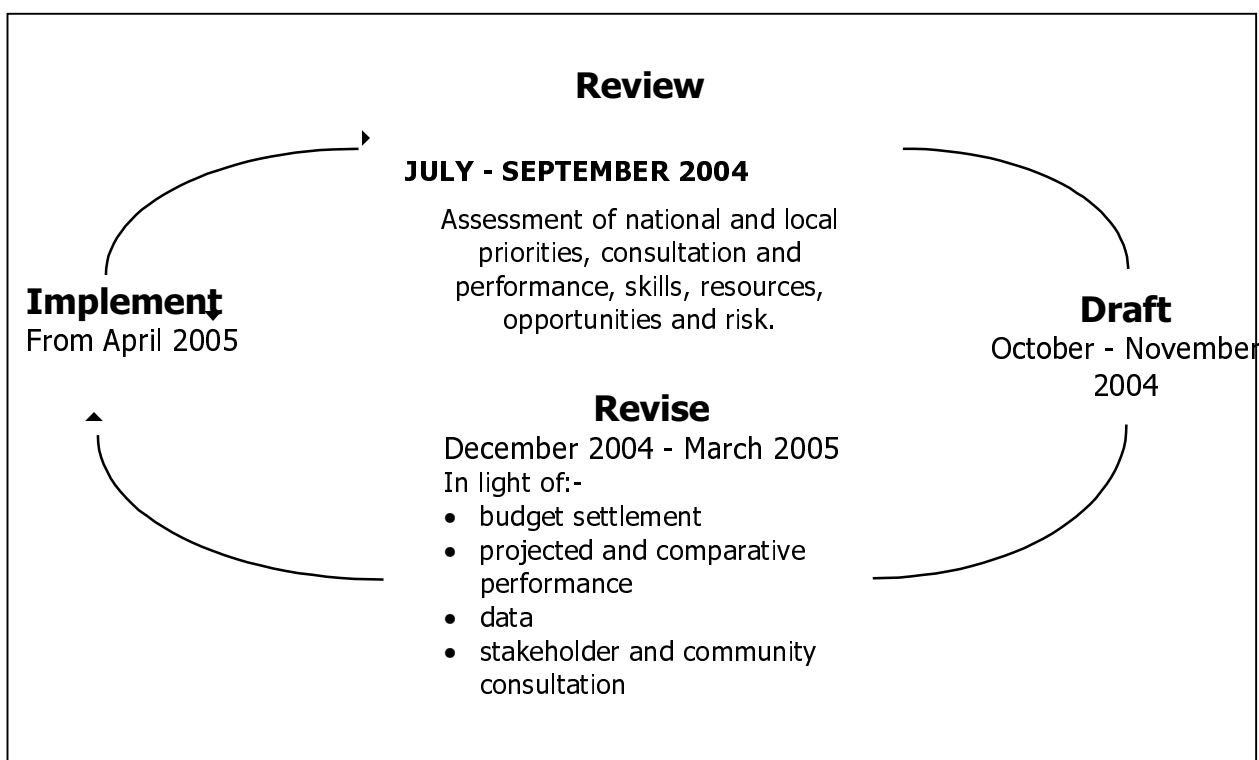 Review
JULY - SEPTEMBER 2004
Assessment of national and local
priorities, consultation and
performance, skills, resources,
opportunities and risk.
Implement
From April 2005
Draft
October - November
2004
Revise
December 2004 - March 2005
In light of:-
• budget settlement
• projected and comparative
performance
• data
• stakeholder and community
consultation